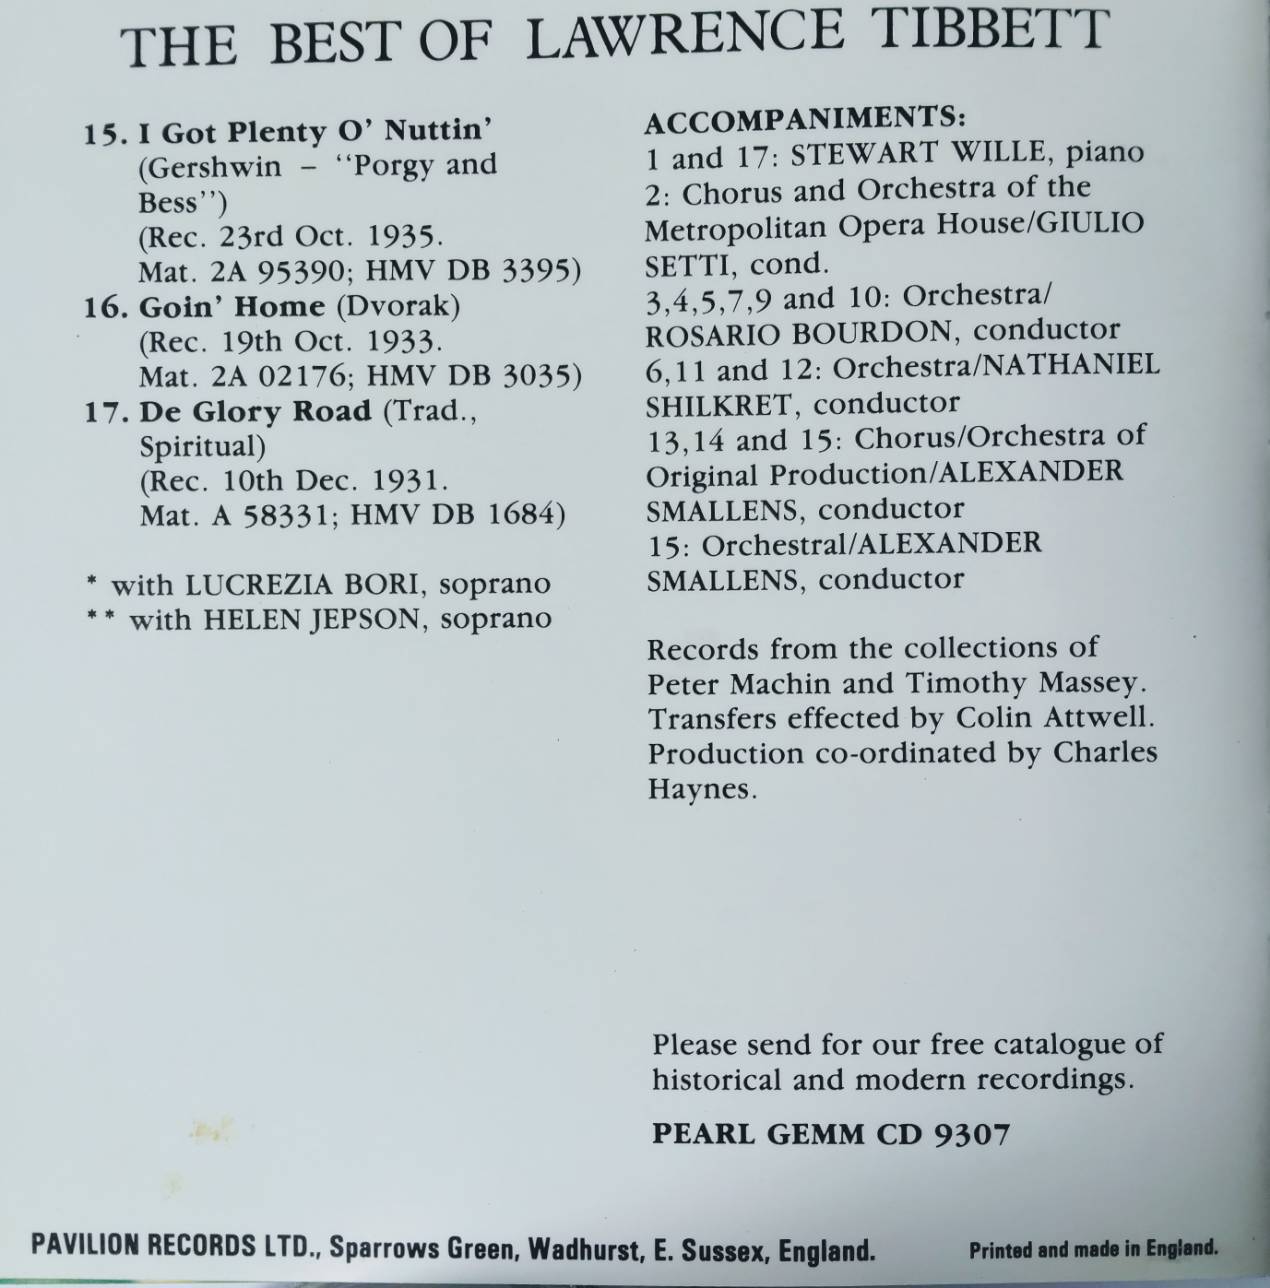 THE BEST OF LAWRENCE TIBBETT
15. I Got Plenty O' Nuttin'
(Gershwin – "Porgy and
Bess")
(Rec. 23rd Oct. 1935.
Mat. 2A 95390; HMV DB 3395)
16. Goin' Home (Dvorak)
(Rec. 19th Oct. 1933.
Mat. 2A 02176; HMV DB 3035)
17. De Glory Road (Trad.,
Spiritual)
(Rec. 10th Dec. 1931.
Mat. A 58331; HMV DB 1684)
* with LUCREZIA BORI, soprano
** with HELEN JEPSON, soprano
ACCOMPANIMENTS:
1 and 17: STEWART WILLE, piano
2: Chorus and Orchestra of the
Metropolitan Opera House/GIULIO
SETTI, cond.
3,4,5,7,9 and 10: Orchestra/
ROSARIO BOURDON, conductor
6,11 and 12: Orchestra/NATHANIEL
SHILKRET, conductor
13,14 and 15: Chorus/Orchestra of
Original Production/ALEXANDER
SMALLENS, conductor
15: Orchestral/ALEXANDER
SMALLENS, conductor
Records from the collections of
Peter Machin and Timothy Massey.
Transfers effected by Colin Attwell.
Production co-ordinated by Charles
Haynes.
Please send for our free catalogue of
historical and modern recordings.
PEARL GEMM CD 9307
PAVILION RECORDS LTD., Sparrows Green, Wadhurst, E. Sussex, England.
Printed and made in England.